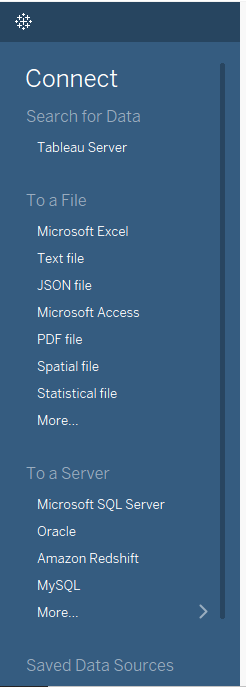 Connect
Search for Data
Tableau Server
To a File
Microsoft Excel
Text file
JSON file
Microsoft Access
PDF file
Spatial file
Statistical file
More...
To a Server
Microsoft SQL Server
Oracle
Amazon Redshift
MySQL
More...
Saved Data Sources